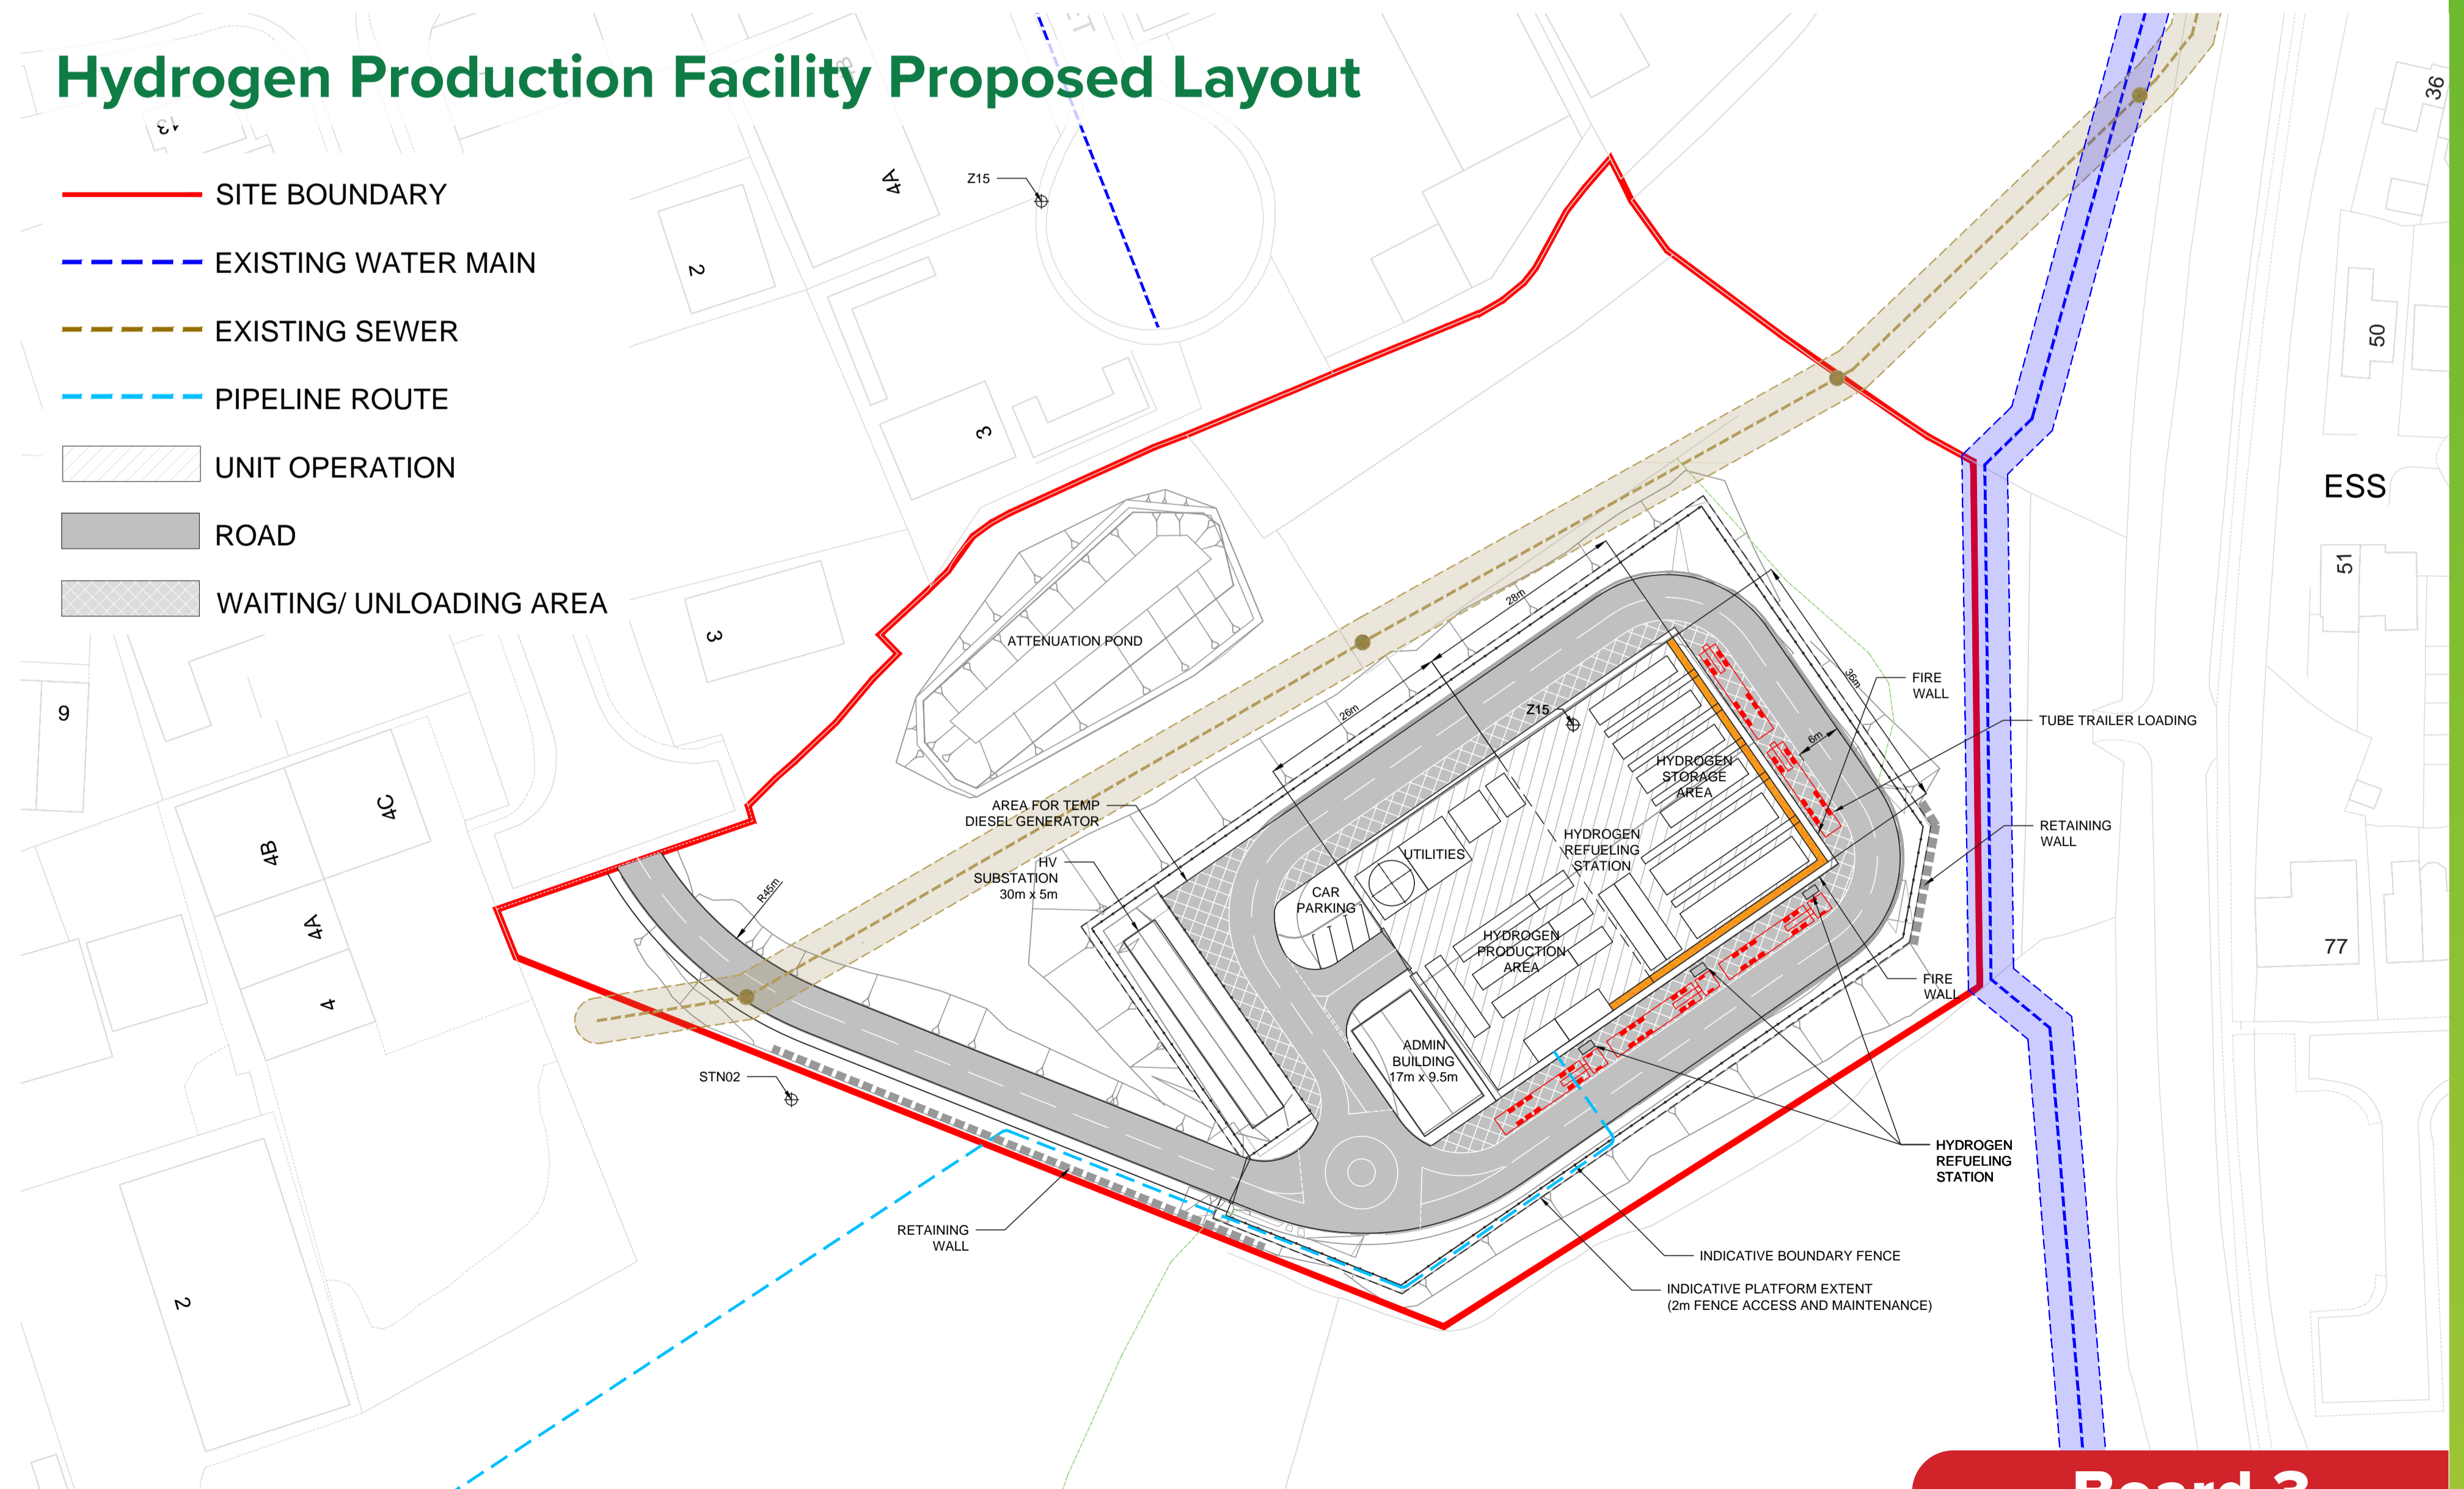 Hydrogen Production Facility Proposed Layout
SITE BOUNDARY
EXISTING WATER MAIN
EXISTING SEWER
PIPELINE ROUTE
UNIT OPERATION
ROAD
WAITING/ UNLOADING AREA
13
4A
Z15
2
3
3
9
4C
4B
4A
4
2
36
50
ESS
51
77
ATTENUATION POND
28m
26m
36m
6m
Z15
FIRE
WALL
TUBE TRAILER LOADING
RETAINING
WALL
HYDROGEN
STORAGE
AREA
HYDROGEN
REFUELING
STATION
UTILITIES
CAR
PARKING
HYDROGEN
PRODUCTION
AREA
ADMIN
BUILDING
17m x 9.5m
AREA FOR TEMP
DIESEL GENERATOR
HV
SUBSTATION
30m x 5m
R45m
STN02
RETAINING
WALL
FIRE
WALL
HYDROGEN
REFUELING
STATION
INDICATIVE BOUNDARY FENCE
INDICATIVE PLATFORM EXTENT
(2m FENCE ACCESS AND MAINTENANCE)
Board 3